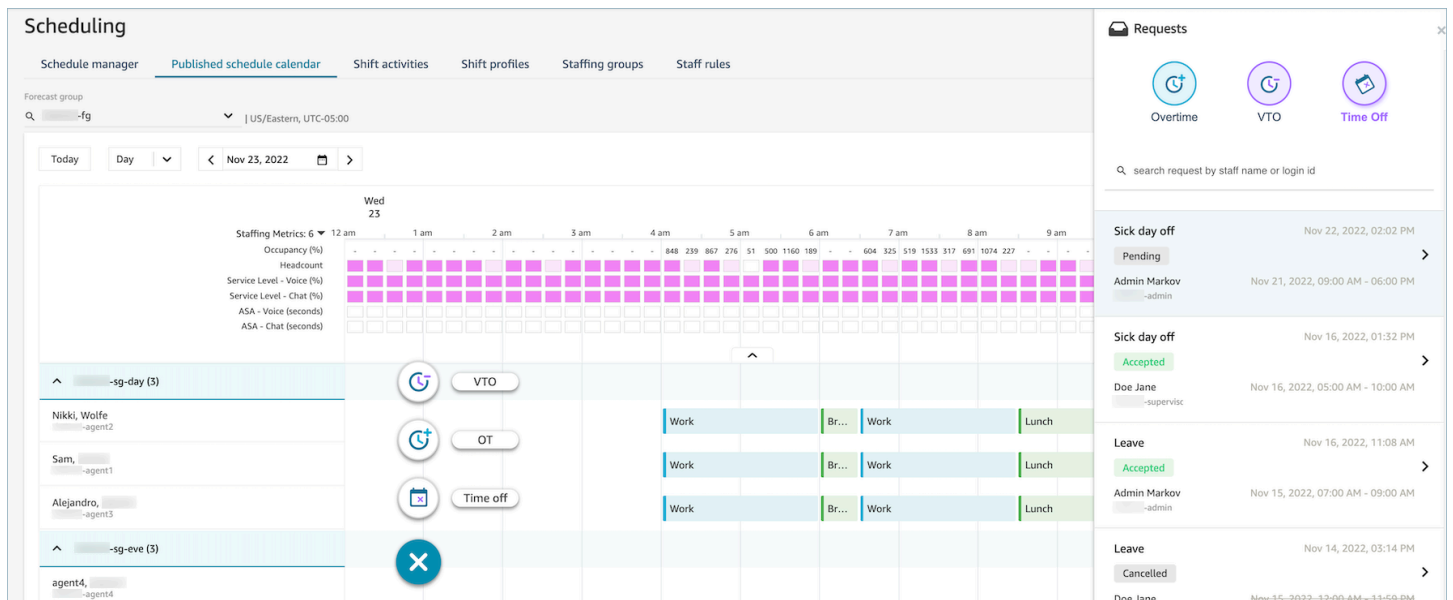 Scheduling
Schedule manager Published schedule calendar Shift activities Shift profiles Staffing groups Staff rules
Forecast group
-fg | US/Eastern, UTC-05:00
Today Day Nov 23, 2022
Wed
23
Staffing Metrics: 6 12 am 1 am 2 am 3 am 4 am 5 am 6 am 7 am 8 am 9 am
Occupancy (%) - - - - - - - - - - - - - - - - 848 239 867 276 51 500 1160 189 - - 604 325 519 1533 317 691 1074 227 - - - -
Headcount
Service Level - Voice (%)
Service Level - Chat (%)
ASA - Voice (seconds)
ASA - Chat (seconds)
-sg-day (3)
VTO
Nikki, Wolfe
-agent2
Work Br... Work Lunch
OT
Sam,
-agent1
Work Br... Work Lunch
Time off
Alejandro,
-agent3
Work Br... Work Lunch
-sg-eve (3)
agent4,
-agent4
Requests
Overtime VTO Time Off
search request by staff name or login id
Sick day off Nov 22, 2022, 02:02 PM
Pending
Admin Markov Nov 21, 2022, 09:00 AM - 06:00 PM
-admin
Sick day off Nov 16, 2022, 01:32 PM
Accepted
Doe Jane Nov 16, 2022, 05:00 AM - 10:00 AM
-supervisc
Leave Nov 16, 2022, 11:08 AM
Accepted
Admin Markov Nov 15, 2022, 07:00 AM - 09:00 AM
-admin
Leave Nov 14, 2022, 03:14 PM
Cancelled
Doe Jane Nov 15, 2022, 12:00 AM - 11:59 PM